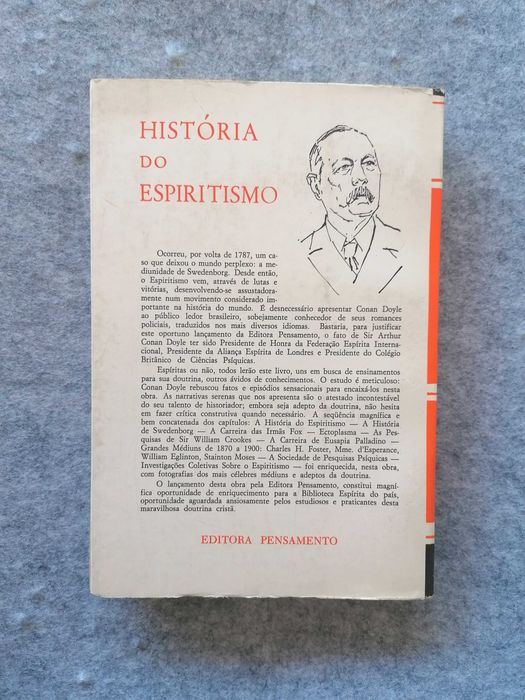 HISTÓRIA
DO
ESPIRITISMO
Ocorreu, por volta de 1787, um ca-
so que deixou o mundo perplexo: a me-
diunidade de Swedenborg. Desde então,
o Espiritismo vem, através de lutas e
vitórias, desenvolvendo-se assustadora-
mente num movimento considerado im-
portante na história do mundo. É desnecessário apresentar Conan Doyle
ao público ledor brasileiro, sobejamente conhecedor de seus romances
policiais, traduzidos nos mais diversos idiomas. Bastaria, para justificar
este oportuno lançamento da Editora Pensamento, o fato de Sir Arthur
Conan Doyle ter sido Presidente de Honra da Federação Espírita Interna-
cional, Presidente da Aliança Espírita de Londres e Presidente do Colégio
Britânico de Ciências Psíquicas.
Espíritas ou não, todos lerão este livro, uns em busca de ensinamentos
para sua doutrina, outros ávidos de conhecimentos. O estudo é meticuloso:
Conan Doyle rebuscou fatos e episódios sensacionais para encaixá-los nesta
obra. As narrativas serenas que nos apresenta são o atestado incontestável
do seu talento de historiador; embora seja adepto da doutrina, não hesita
em fazer crítica construtiva quando necessário. A seqüência magnífica e
bem concatenada dos capítulos: A História do Espiritismo — A História
de Swedenborg — A Carreira das Irmãs Fox — Ectoplasma — As Pes-
quisas de Sir William Crookes — A Carreira de Eusapia Palladino —
Grandes Médiuns de 1870 a 1900: Charles H. Foster, Mme. d'Esperance,
William Eglinton, Stainton Moses — A Sociedade de Pesquisas Psíquicas —
Investigações Coletivas Sobre o Espiritismo — foi enriquecida, nesta obra,
com fotografias dos mais célebres médiuns e adeptos da doutrina.
O lançamento desta obra pela Editora Pensamento, constitui magní-
fica oportunidade de enriquecimento para a Biblioteca Espírita do país,
oportunidade aguardada ansiosamente pelos estudiosos e praticantes desta
maravilhosa doutrina cristã.
EDITORA PENSAMENTO